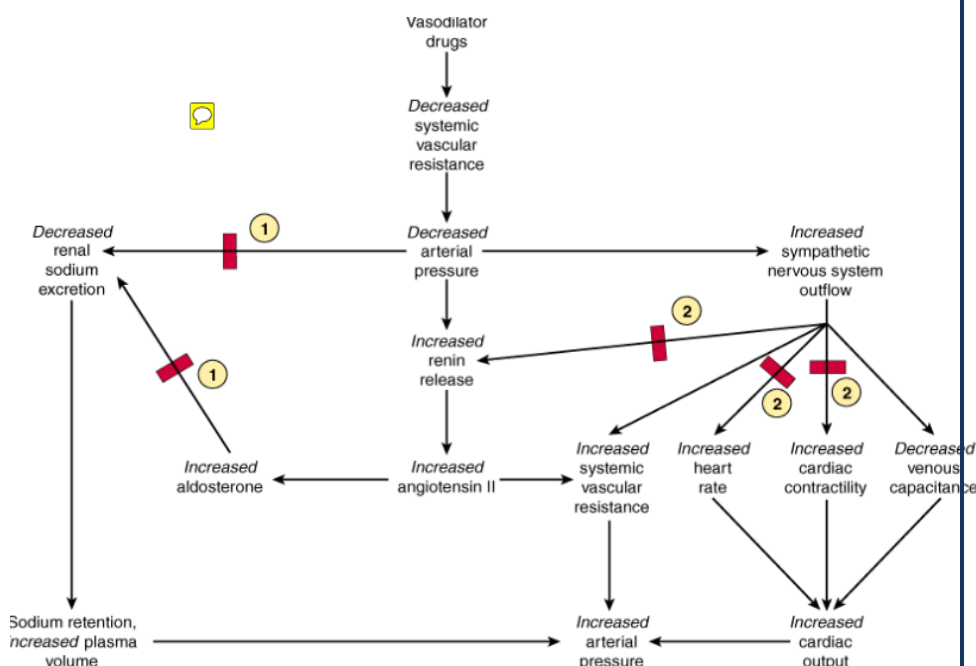 Vasodilator
drugs
Decreased
systemic
vascular
resistance
1
Decreased
renal
sodium
excretion
Decreased
arterial
pressure
Increased
sympathetic
nervous system
outflow
2
Increased
renin
release
1
2
2
Increased
aldosterone
Increased
angiotensin II
Increased
systemic
vascular
resistance
Increased
heart
rate
Increased
cardiac
contractility
Decreased
venous
capacitance
Sodium retention,
increased plasma
volume
Increased
arterial
pressure
Increased
cardiac
output